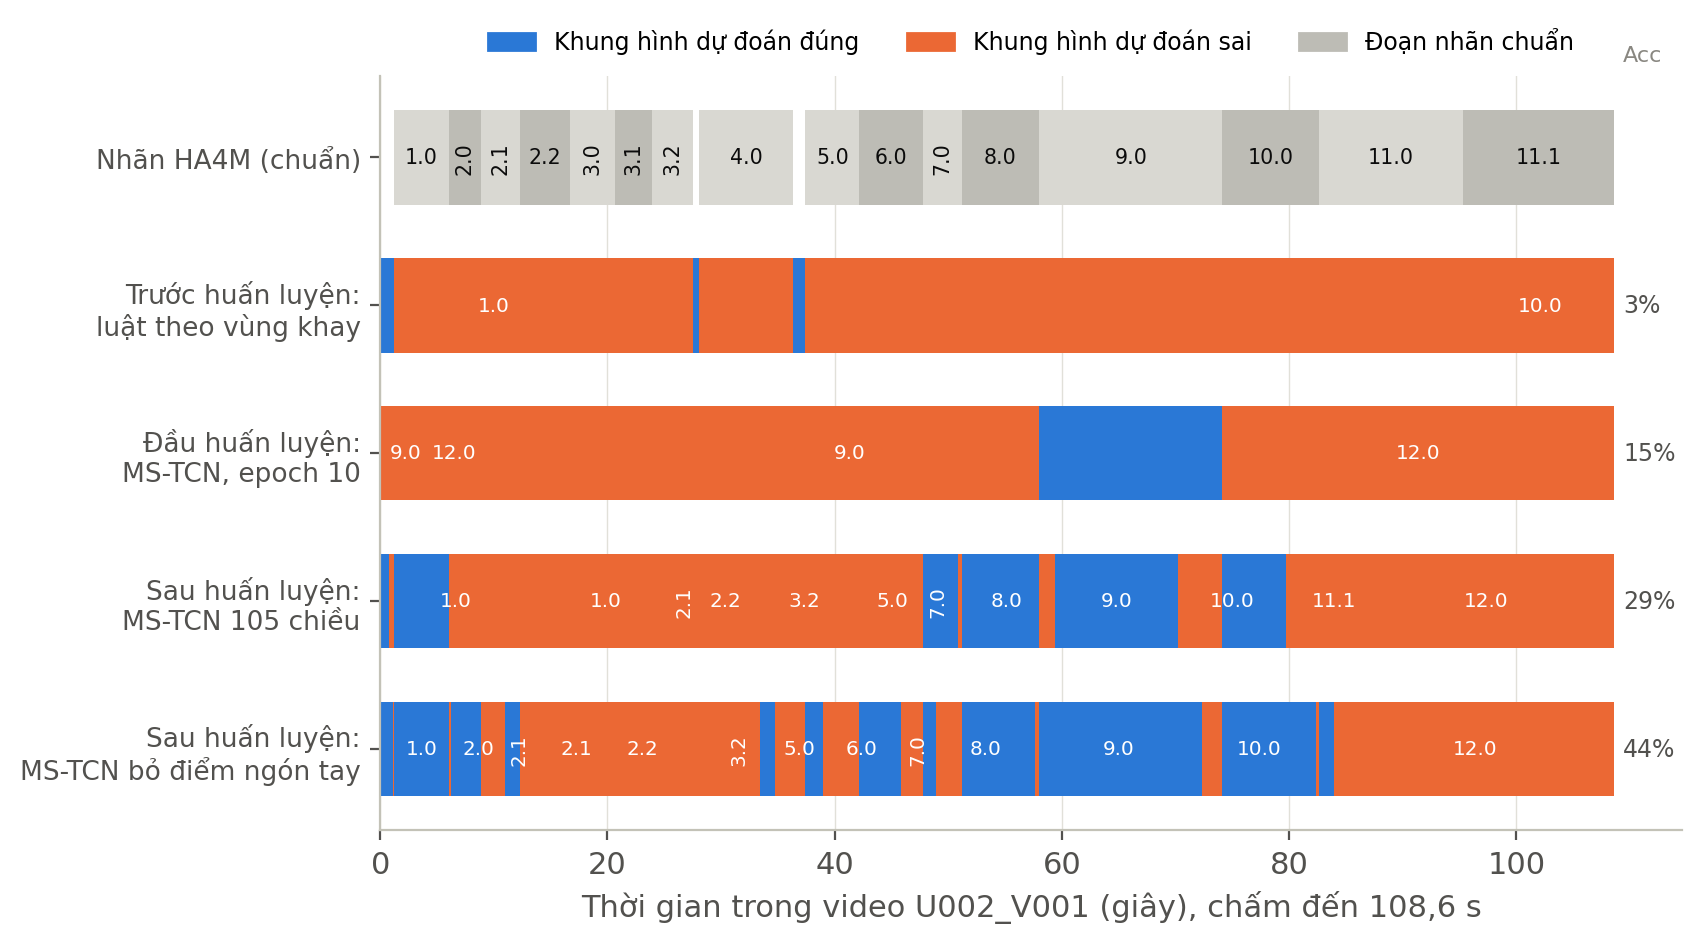 Khung hình dự đoán đúng Khung hình dự đoán sai Đoạn nhãn chuẩn
Acc
Nhãn HA4M (chuẩn) 1.0 2.0 2.1 2.2 3.0 3.1 3.2 4.0 5.0 6.0 7.0 8.0 9.0 10.0 11.0 11.1
Trước huấn luyện:
luật theo vùng khay
1.0 10.0 3%
Đầu huấn luyện:
MS-TCN, epoch 10
9.0 12.0 9.0 12.0 15%
Sau huấn luyện:
MS-TCN 105 chiều
1.0 1.0 2.1 2.2 3.2 5.0 7.0 8.0 9.0 10.0 11.1 12.0 29%
Sau huấn luyện:
MS-TCN bỏ điểm ngón tay
1.0 2.0 2.1 2.1 2.2 3.2 5.0 6.0 7.0 8.0 9.0 10.0 12.0 44%
0 20 40 60 80 100
Thời gian trong video U002_V001 (giây), chấm đến 108,6 s